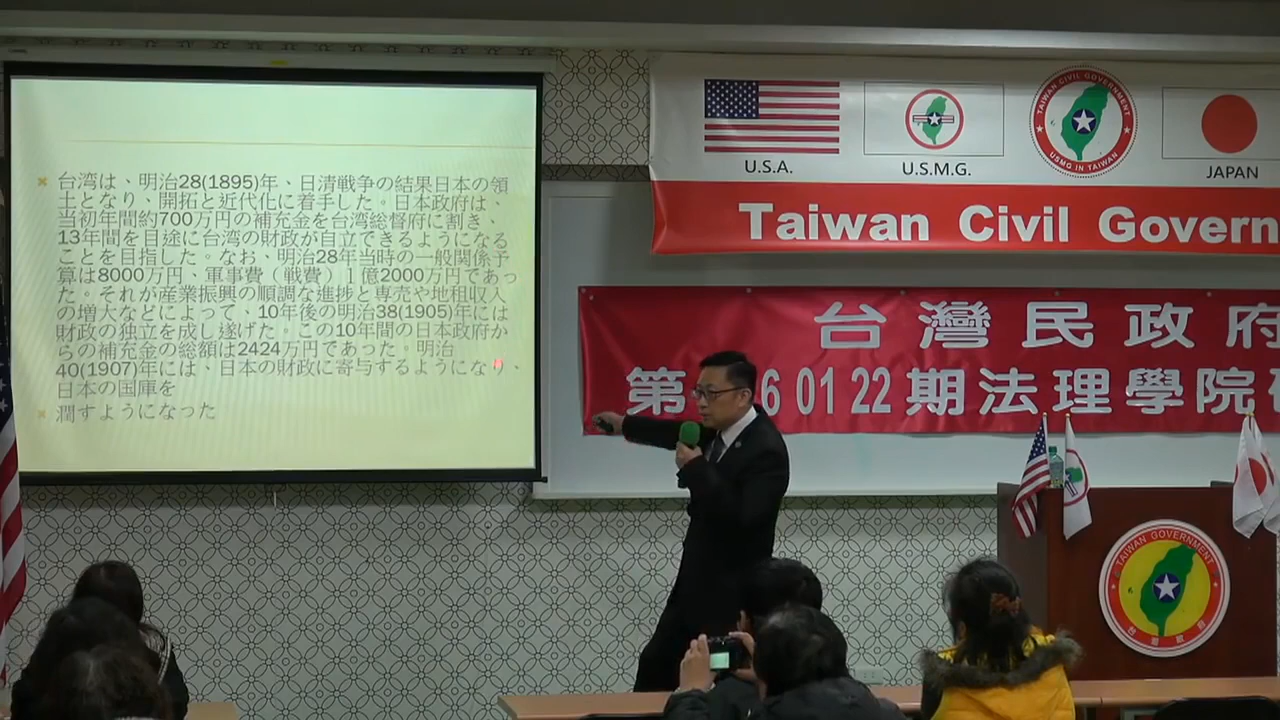 台湾は、明治28(1895)年、日清戦争の結果日本の領
土となり、開拓と近代化に着手した。日本政府は、
当初年間約700万円の補充金を台湾総督府に割き、
13年間を目途に台湾の財政が自立できるようになる
ことを目指した。なお、明治28年当時の一般関係予
算は8000万円、軍事費（戦費）１億2000万円であっ
た。それが産業振興の順調な進捗と専売や地租収入
の増大などによって、10年後の明治38(1905)年には
財政の独立を成し遂げた。この10年間の日本政府か
らの補充金の総額は2424万円であった。明治
40(1907)年には、日本の財政に寄与するようになり、
日本の国庫を
潤すようになった
U.S.A.
U.S.M.G.
TAIWAN CIVIL GOVERNMENT
USMG IN TAIWAN
JAPAN
Taiwan Civil Govern
台灣民政府
第 6 01 22 期法理學院
TAIWAN GOVERNMENT
台灣政府